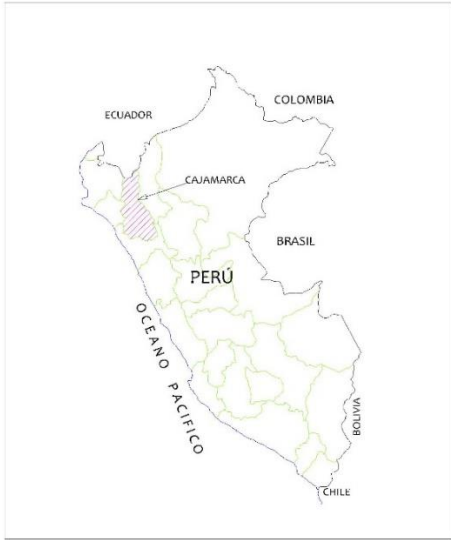 COLOMBIA
ECUADOR
CAJAMARCA
BRASIL
PERÚ
OCEANO PACIFICO
BOLIVIA
CHILE